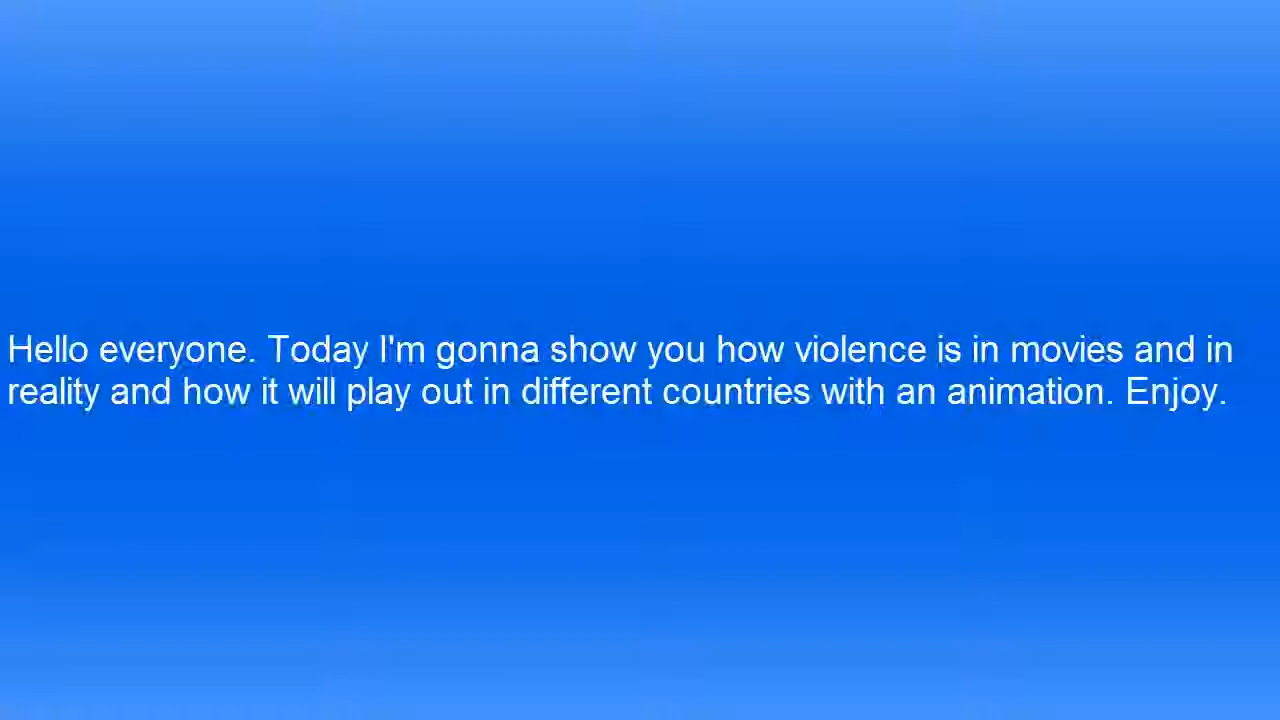 Hello everyone. Today I'm gonna show you how violence is in movies and in
reality and how it will play out in different countries with an animation. Enjoy.